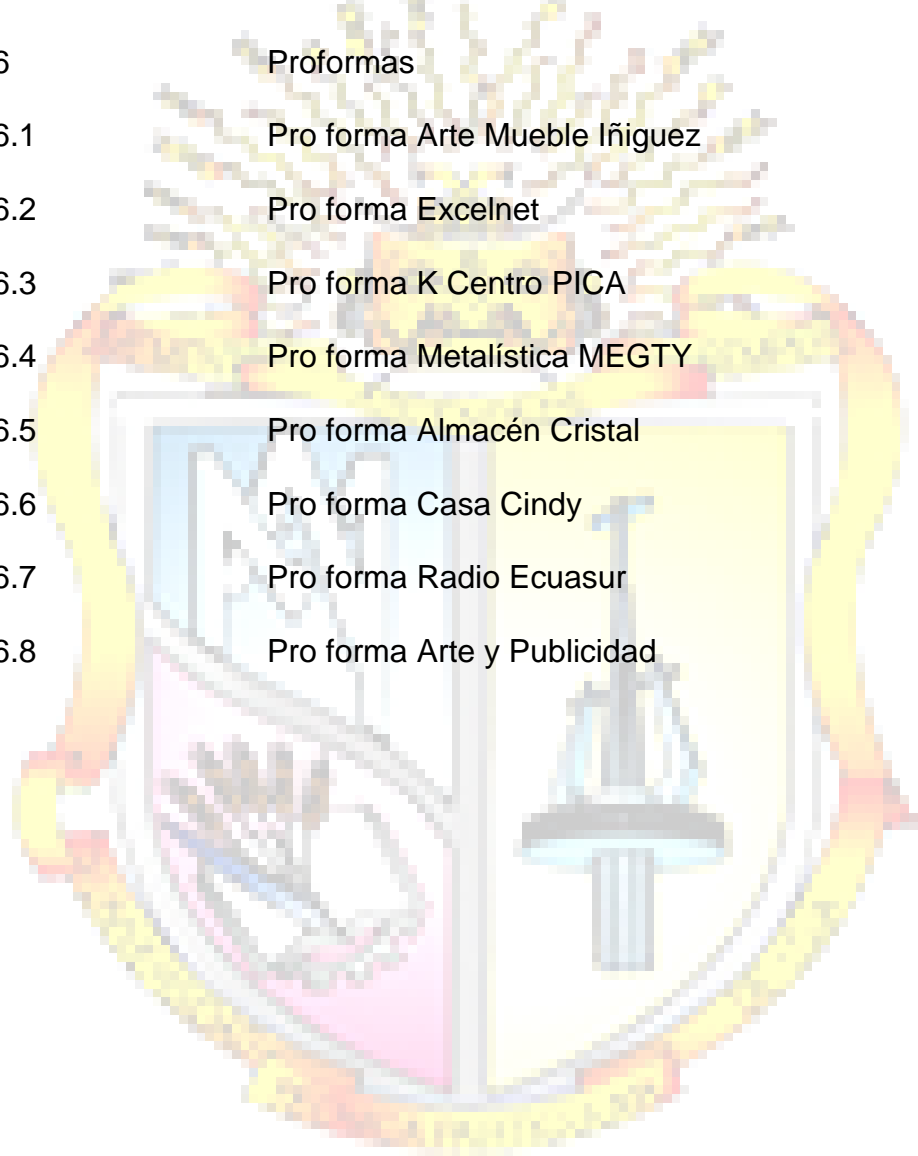 6 Proformas
6.1 Pro forma Arte Mueble Iñiguez
6.2 Pro forma Excelnet
6.3 Pro forma K Centro PICA
6.4 Pro forma Metalística MEGTY
6.5 Pro forma Almacén Cristal
6.6 Pro forma Casa Cindy
6.7 Pro forma Radio Ecuasur
6.8 Pro forma Arte y Publicidad